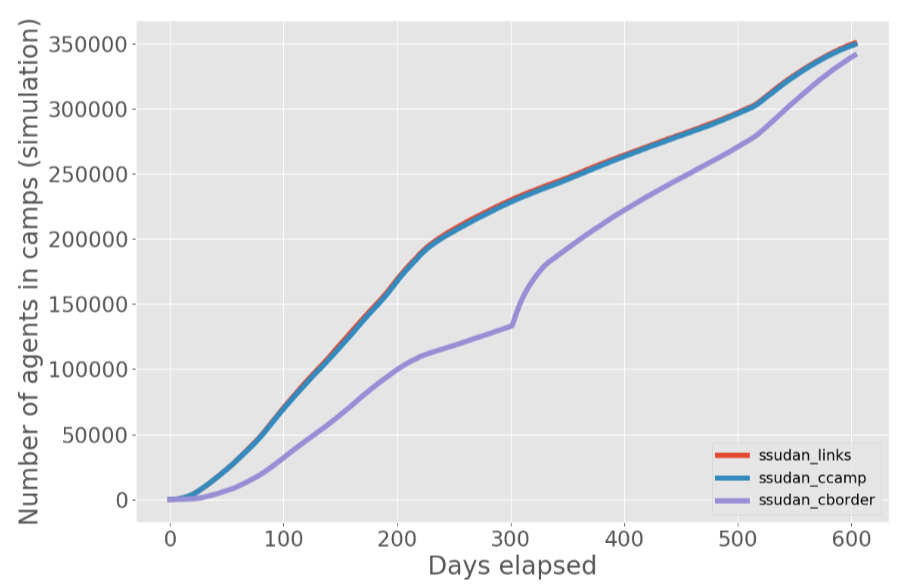 Number of agents in camps (simulation)
350000
300000
250000
200000
150000
100000
50000
0
ssudan_links
ssudan_ccamp
ssudan_cborder
0 100 200 300 400 500 600
Days elapsed